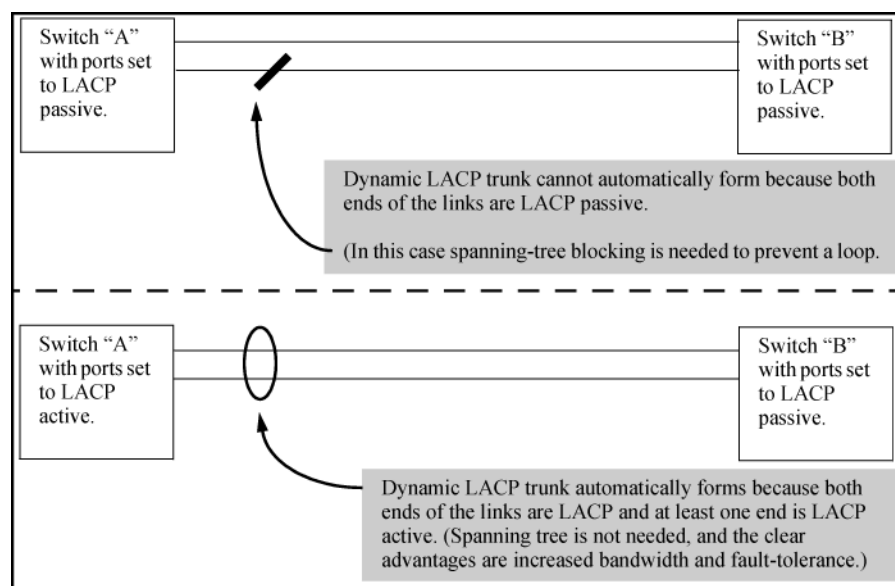 Switch “A”
with ports set
to LACP
passive.
Switch “B”
with ports set
to LACP
passive.
Dynamic LACP trunk cannot automatically form because both
ends of the links are LACP passive.
(In this case spanning-tree blocking is needed to prevent a loop.
Switch “A”
with ports set
to LACP
active.
Switch “B”
with ports set
to LACP
passive.
Dynamic LACP trunk automatically forms because both
ends of the links are LACP and at least one end is LACP
active. (Spanning tree is not needed, and the clear
advantages are increased bandwidth and fault-tolerance.)